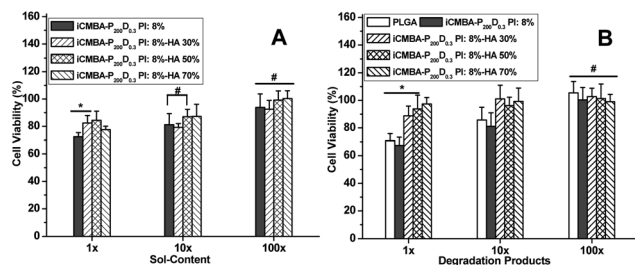 160
140
120
100
80
60
40
20
0
Cell Viability (%)
iCMBA-P200D0.3 PI: 8%
iCMBA-P200D0.3 PI: 8%-HA 30%
iCMBA-P200D0.3 PI: 8%-HA 50%
iCMBA-P200D0.3 PI: 8%-HA 70%
A
*
#
#
1x 10x 100x
Sol-Content
160
140
120
100
80
60
40
20
0
Cell Viability (%)
PLGA iCMBA-P200D0.3 PI: 8%
iCMBA-P200D0.3 PI: 8%-HA 30%
iCMBA-P200D0.3 PI: 8%-HA 50%
iCMBA-P200D0.3 PI: 8%-HA 70%
B
*
#
1x 10x 100x
Degradation Products